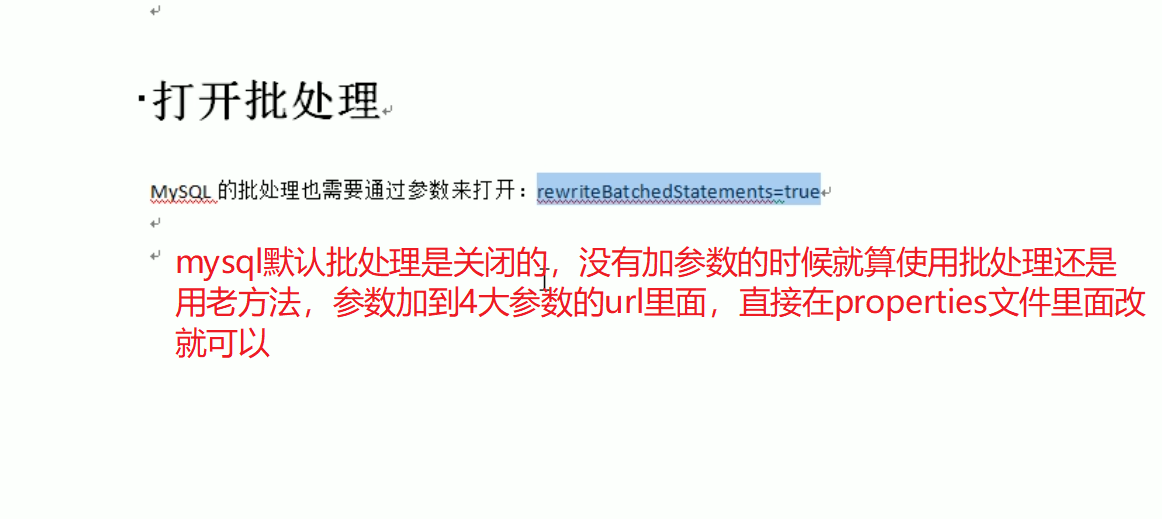 ·打开批处理
MySQL 的批处理也需要通过参数来打开：rewriteBatchedStatements=true
mysql默认批处理是关闭的，没有加参数的时候就算使用批处理还是
用老方法，参数加到4大参数的url里面，直接在properties文件里面改
就可以